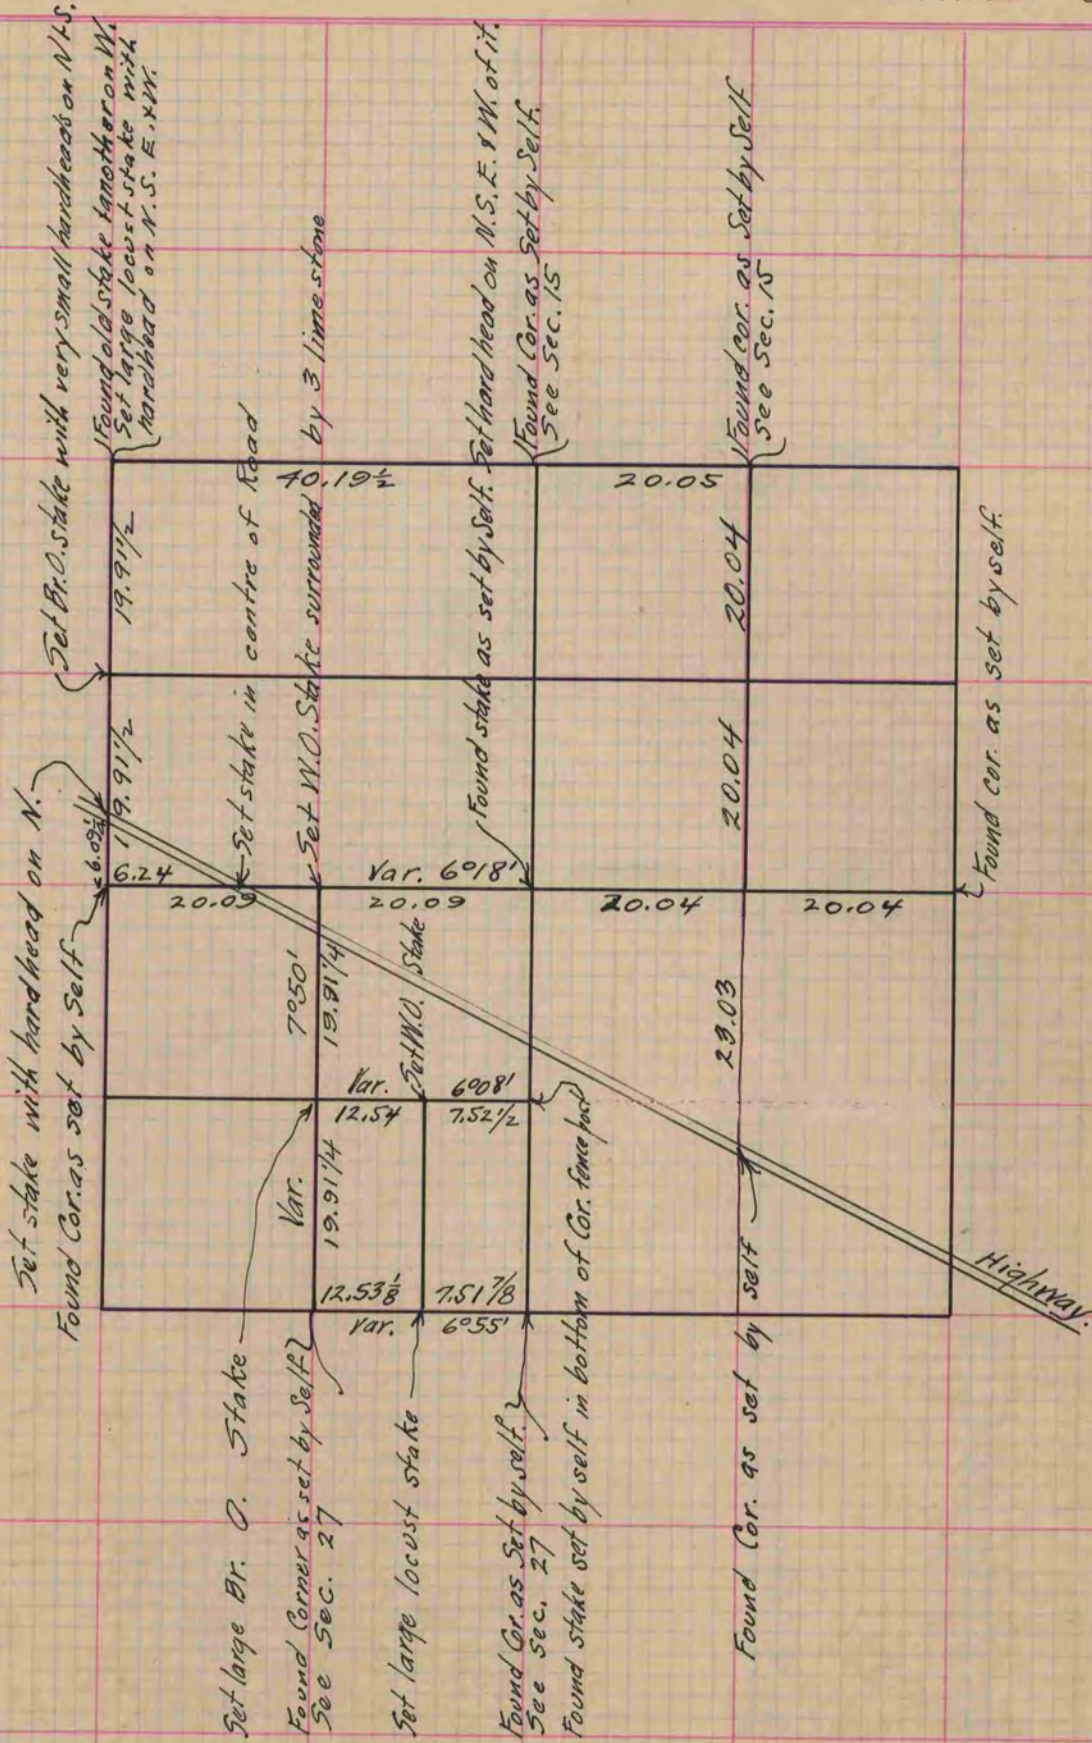 Set Br.O. stake with very small hardheads on N & S.
Found old stake & another on W.
Set large locust stake with
hardhead on N.S. E. & W.
Set stake with hardhead on N.
Found Cor. as set by Self
6.09½
19.91½
19.91½
6.24
Set stake in centre of Road
Set W.O. Stake surrounded by 3 limestone
40.19½
20.05
Found stake as set by Self. Set hardhead on N.S. E. & W. of it.
Found Cor. as Set by Self.
See Sec. 15
Found cor. as Set by Self
See Sec. 15
20.04
20.04
23.03
Var. 6°18'
20.09
20.09
20.04
20.04
Found cor. as set by self.
7°50'
19.91¼
Set W.O. Stake
Var. 6°08'
12.54
7.52½
Var.
19.91¼
12.53⅛
7.51⅞
Var. 6°55'
Set large Br. O. Stake
Found Corner as set by Self
See Sec. 27
Set large locust stake
Found Cor. as Set by self.
See Sec. 27
Found stake set by self in bottom of Cor. fence post
Found Cor. as set by self
Highway.